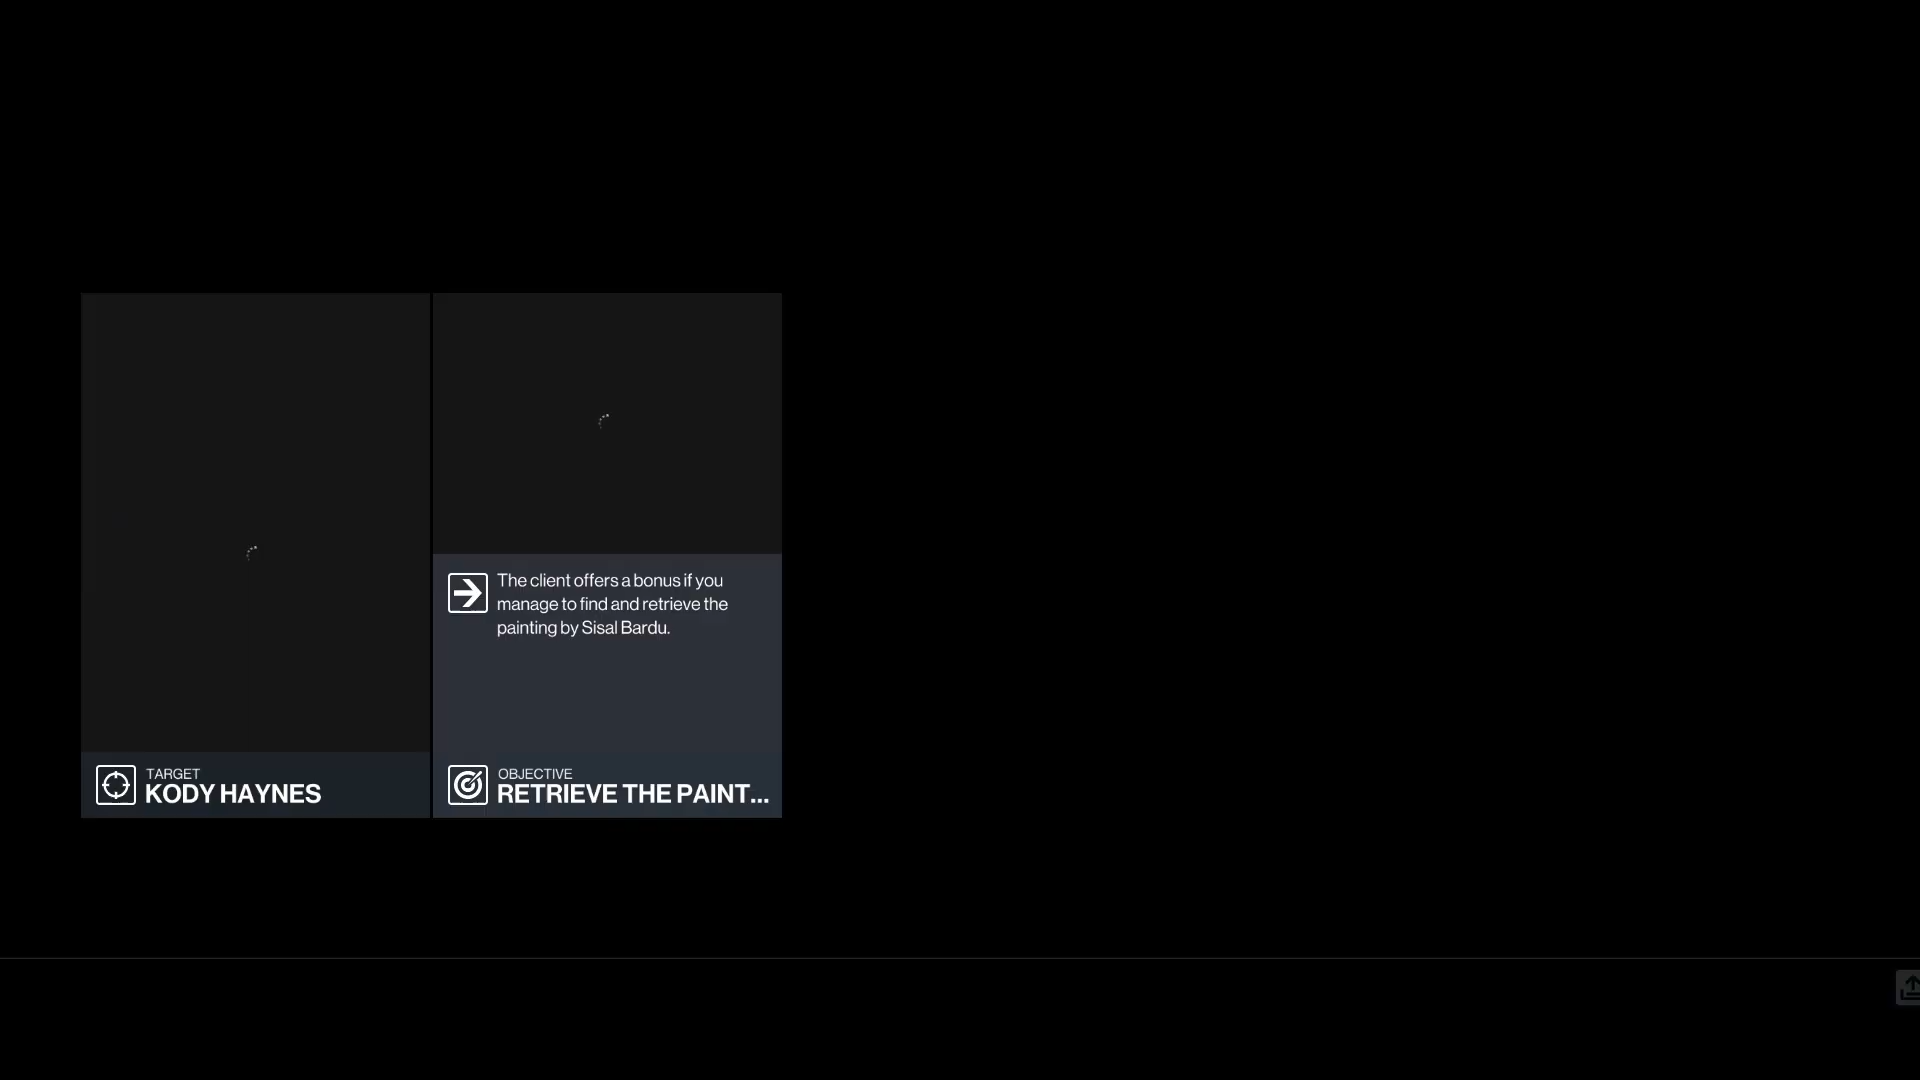 The client offers a bonus if you
manage to find and retrieve the
painting by Sisal Bardu.
TARGET
KODY HAYNES
OBJECTIVE
RETRIEVE THE PAINT...